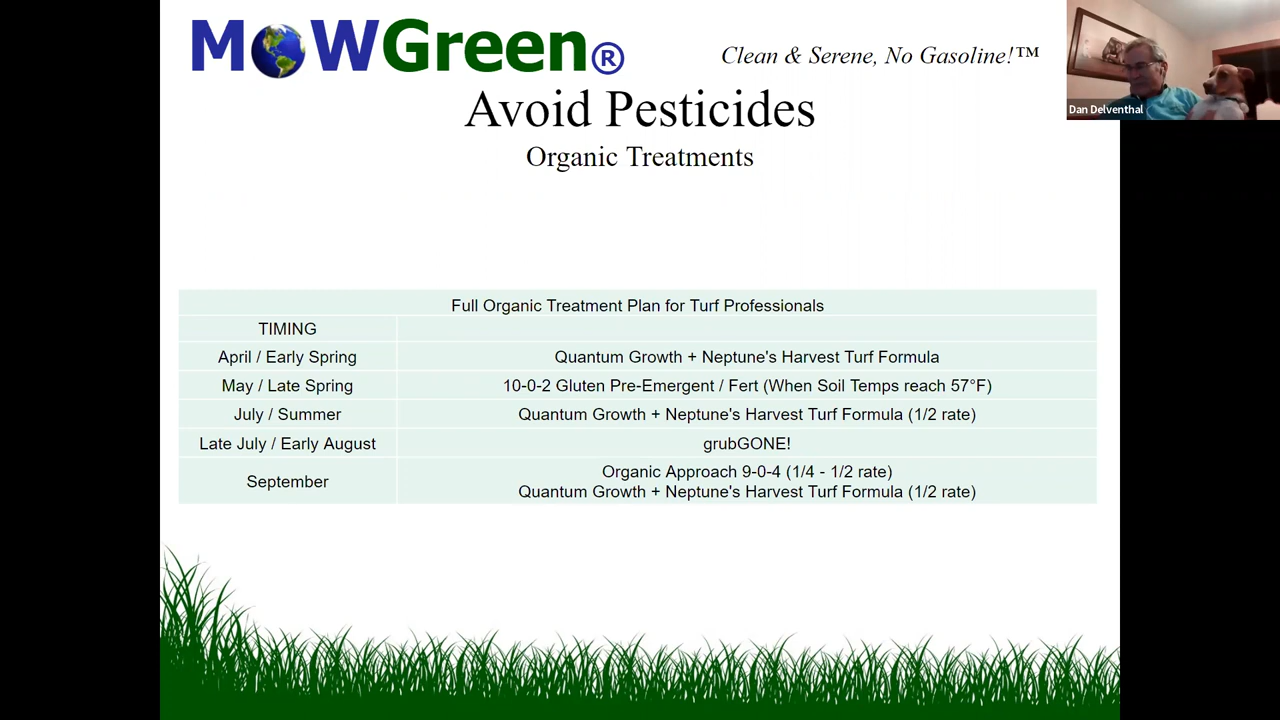 MOWGreen®
Clean & Serene, No Gasoline!™
Dan Delventhal
Avoid Pesticides
Organic Treatments
Full Organic Treatment Plan for Turf Professionals
TIMING
April / Early Spring
Quantum Growth + Neptune's Harvest Turf Formula
May / Late Spring
10-0-2 Gluten Pre-Emergent / Fert (When Soil Temps reach 57°F)
July / Summer
Quantum Growth + Neptune's Harvest Turf Formula (1/2 rate)
Late July / Early August
grubGONE!
September
Organic Approach 9-0-4 (1/4 - 1/2 rate)
Quantum Growth + Neptune's Harvest Turf Formula (1/2 rate)